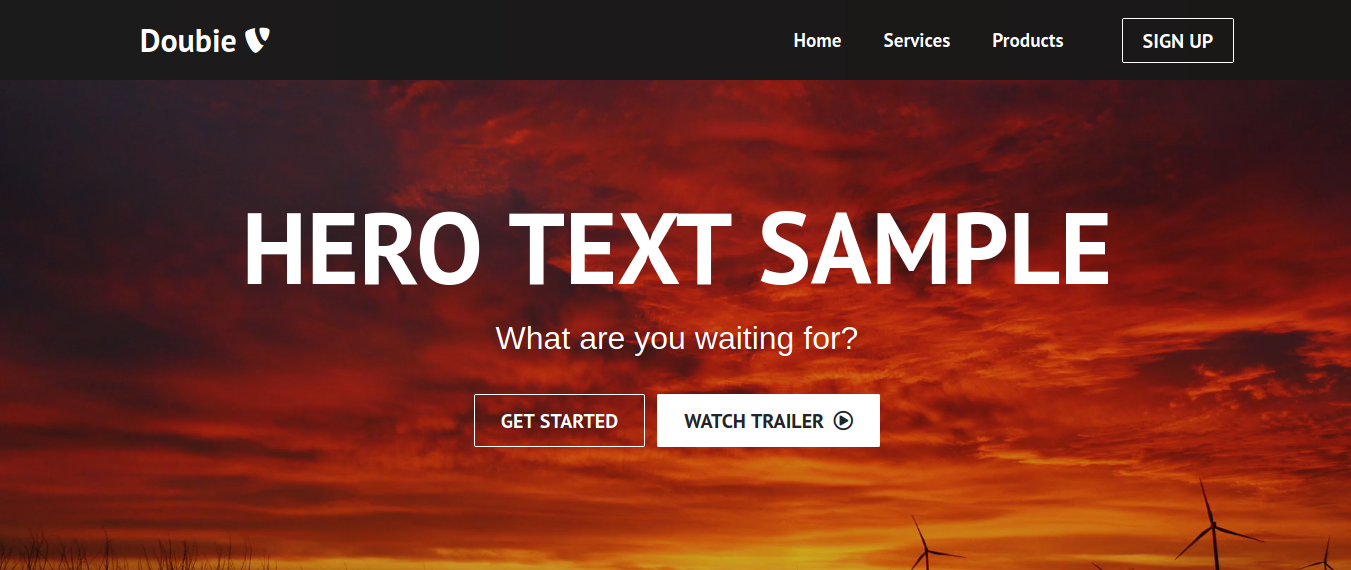 Doubie
Home Services Products SIGN UP
HERO TEXT SAMPLE
What are you waiting for?
GET STARTED WATCH TRAILER